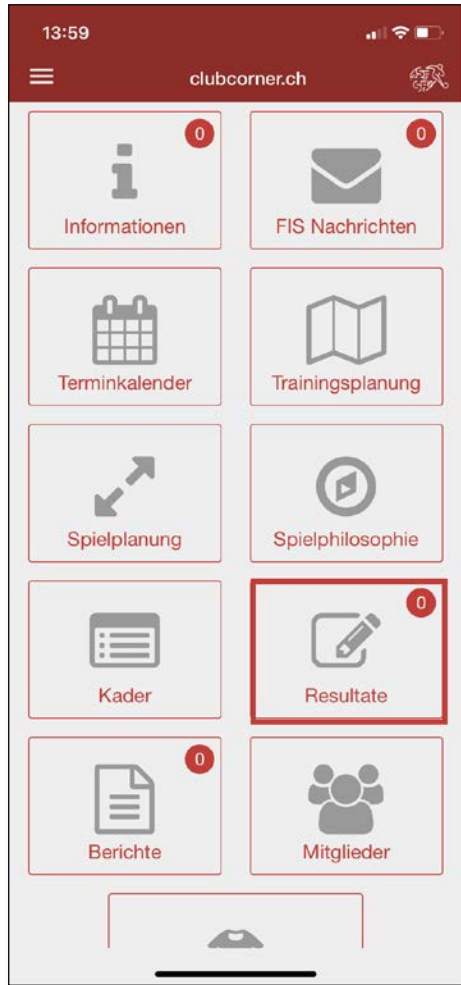 13:59
clubcorner.ch
0
0
Informationen
FIS Nachrichten
Terminkalender
Trainingsplanung
Spielplanung
Spielphilosophie
0
Kader
Resultate
0
Berichte
Mitglieder